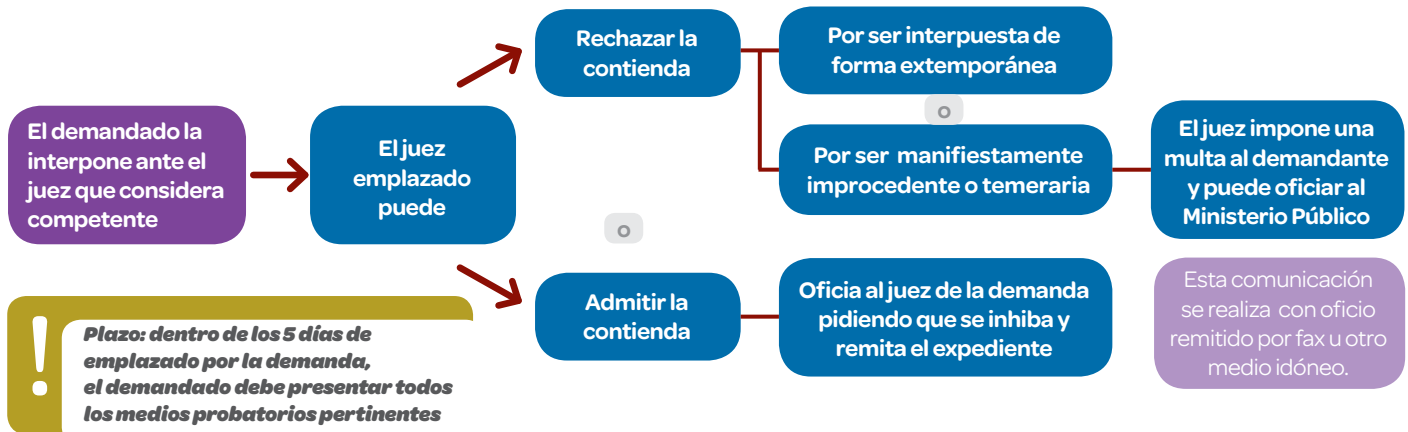 El demandado la
interpone ante el
juez que considera
competente
El juez
emplazado
puede
o
Rechazar la
contienda
Por ser interpuesta de
forma extemporánea
o
Por ser manifiestamente
improcedente o temeraria
El juez impone una
multa al demandante
y puede oficiar al
Ministerio Público
Admitir la
contienda
Oficia al juez de la demanda
pidiendo que se inhiba y
remita el expediente
Esta comunicación
se realiza con oficio
remitido por fax u otro
medio idóneo.
!
Plazo: dentro de los 5 días de
emplazado por la demanda,
el demandado debe presentar todos
los medios probatorios pertinentes